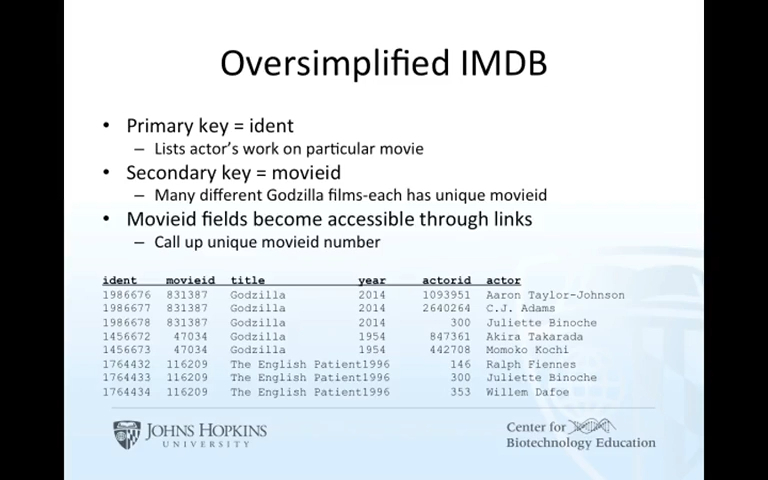 Oversimplified IMDB
• Primary key = ident
– Lists actor's work on particular movie
• Secondary key = movieid
– Many different Godzilla films-each has unique movieid
• Movieid fields become accessible through links
– Call up unique movieid number
ident movieid title year actorid actor
1986676 831387 Godzilla 2014 1093951 Aaron Taylor-Johnson
1986677 831387 Godzilla 2014 2640264 C.J. Adams
1986678 831387 Godzilla 2014 300 Juliette Binoche
1456672 47034 Godzilla 1954 847361 Akira Takarada
1456673 47034 Godzilla 1954 442708 Momoko Kochi
1764432 116209 The English Patient1996 146 Ralph Fiennes
1764433 116209 The English Patient1996 300 Juliette Binoche
1764434 116209 The English Patient1996 353 Willem Dafoe
JOHNS HOPKINS
UNIVERSITY
Center for
Biotechnology Education